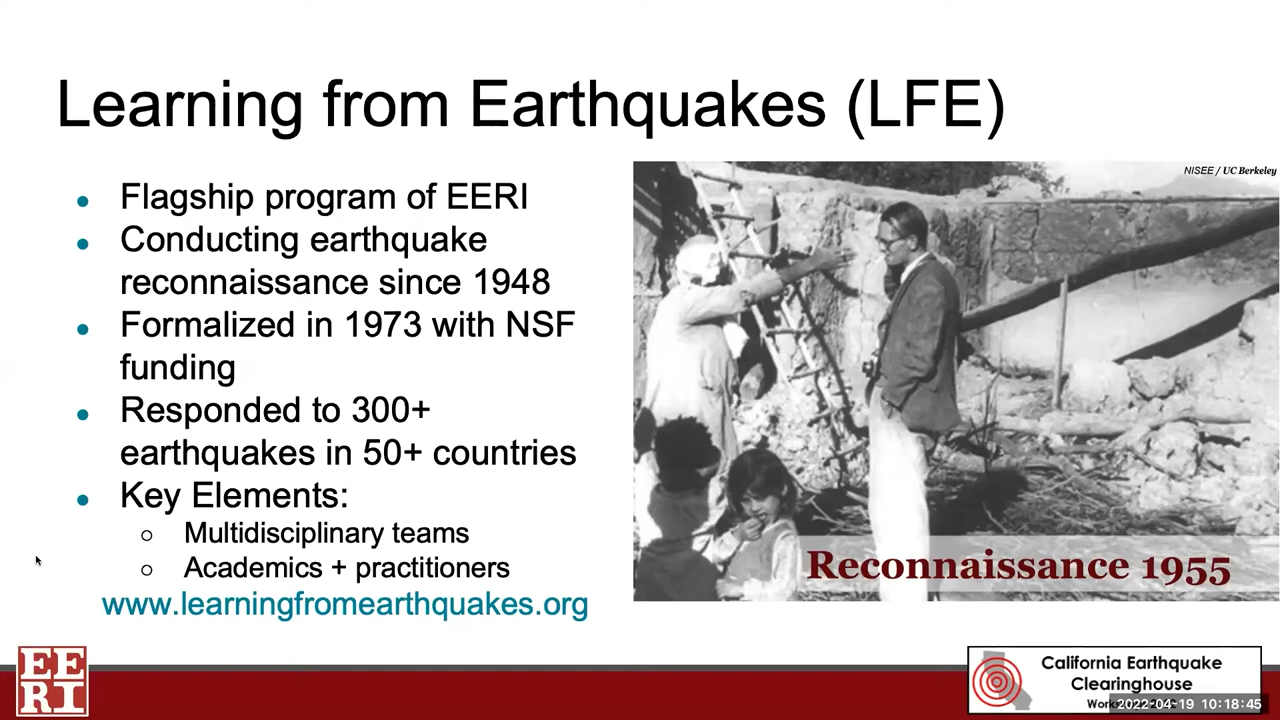 Learning from Earthquakes (LFE)
Flagship program of EERI
Conducting earthquake
reconnaissance since 1948
Formalized in 1973 with NSF
funding
Responded to 300+
earthquakes in 50+ countries
Key Elements:
Multidisciplinary teams
Academics + practitioners
www.learningfromearthquakes.org
NISEE / UC Berkeley
Reconnaissance 1955
EE
RI
California Earthquake
Clearinghouse
2022-04-19 10:18:45